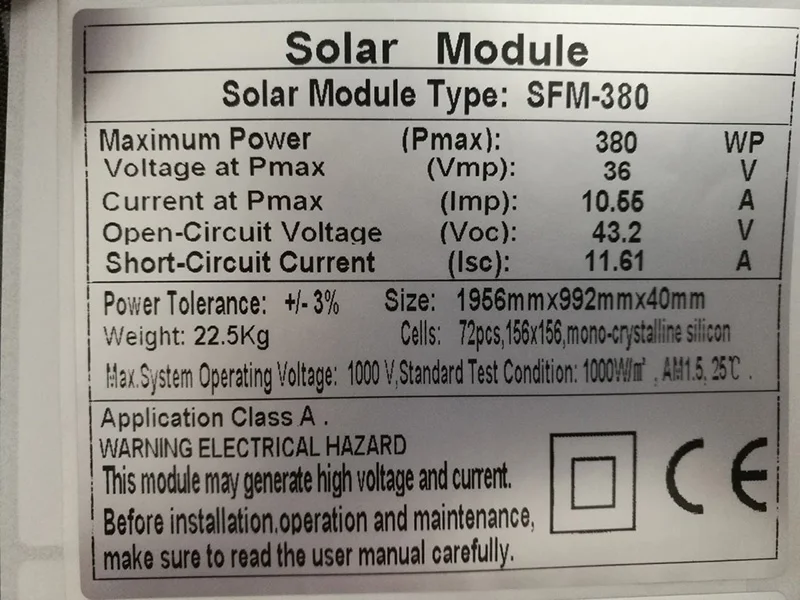 Solar Module
Solar Module Type: SFM-380
Maximum Power (Pmax): 380 WP
Voltage at Pmax (Vmp): 36 V
Current at Pmax (Imp): 10.55 A
Open-Circuit Voltage (Voc): 43.2 V
Short-Circuit Current (Isc): 11.61 A
Power Tolerance: +/- 3% Size: 1956mmx992mmx40mm
Weight: 22.5Kg Cells: 72pcs,156x156,mono-crystalline silicon
Max.System Operating Voltage: 1000 V,Standard Test Condition: 1000W/㎡ , AM1.5, 25℃ .
Application Class A .
WARNING ELECTRICAL HAZARD
This module may generate high voltage and current.
Before installation.operation and maintenance,
make sure to read the user manual carefully.
CE